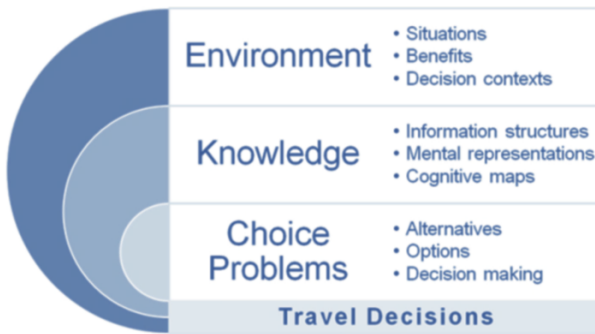 Environment
• Situations
• Benefits
• Decision contexts
Knowledge
• Information structures
• Mental representations
• Cognitive maps
Choice
Problems
• Alternatives
• Options
• Decision making
Travel Decisions